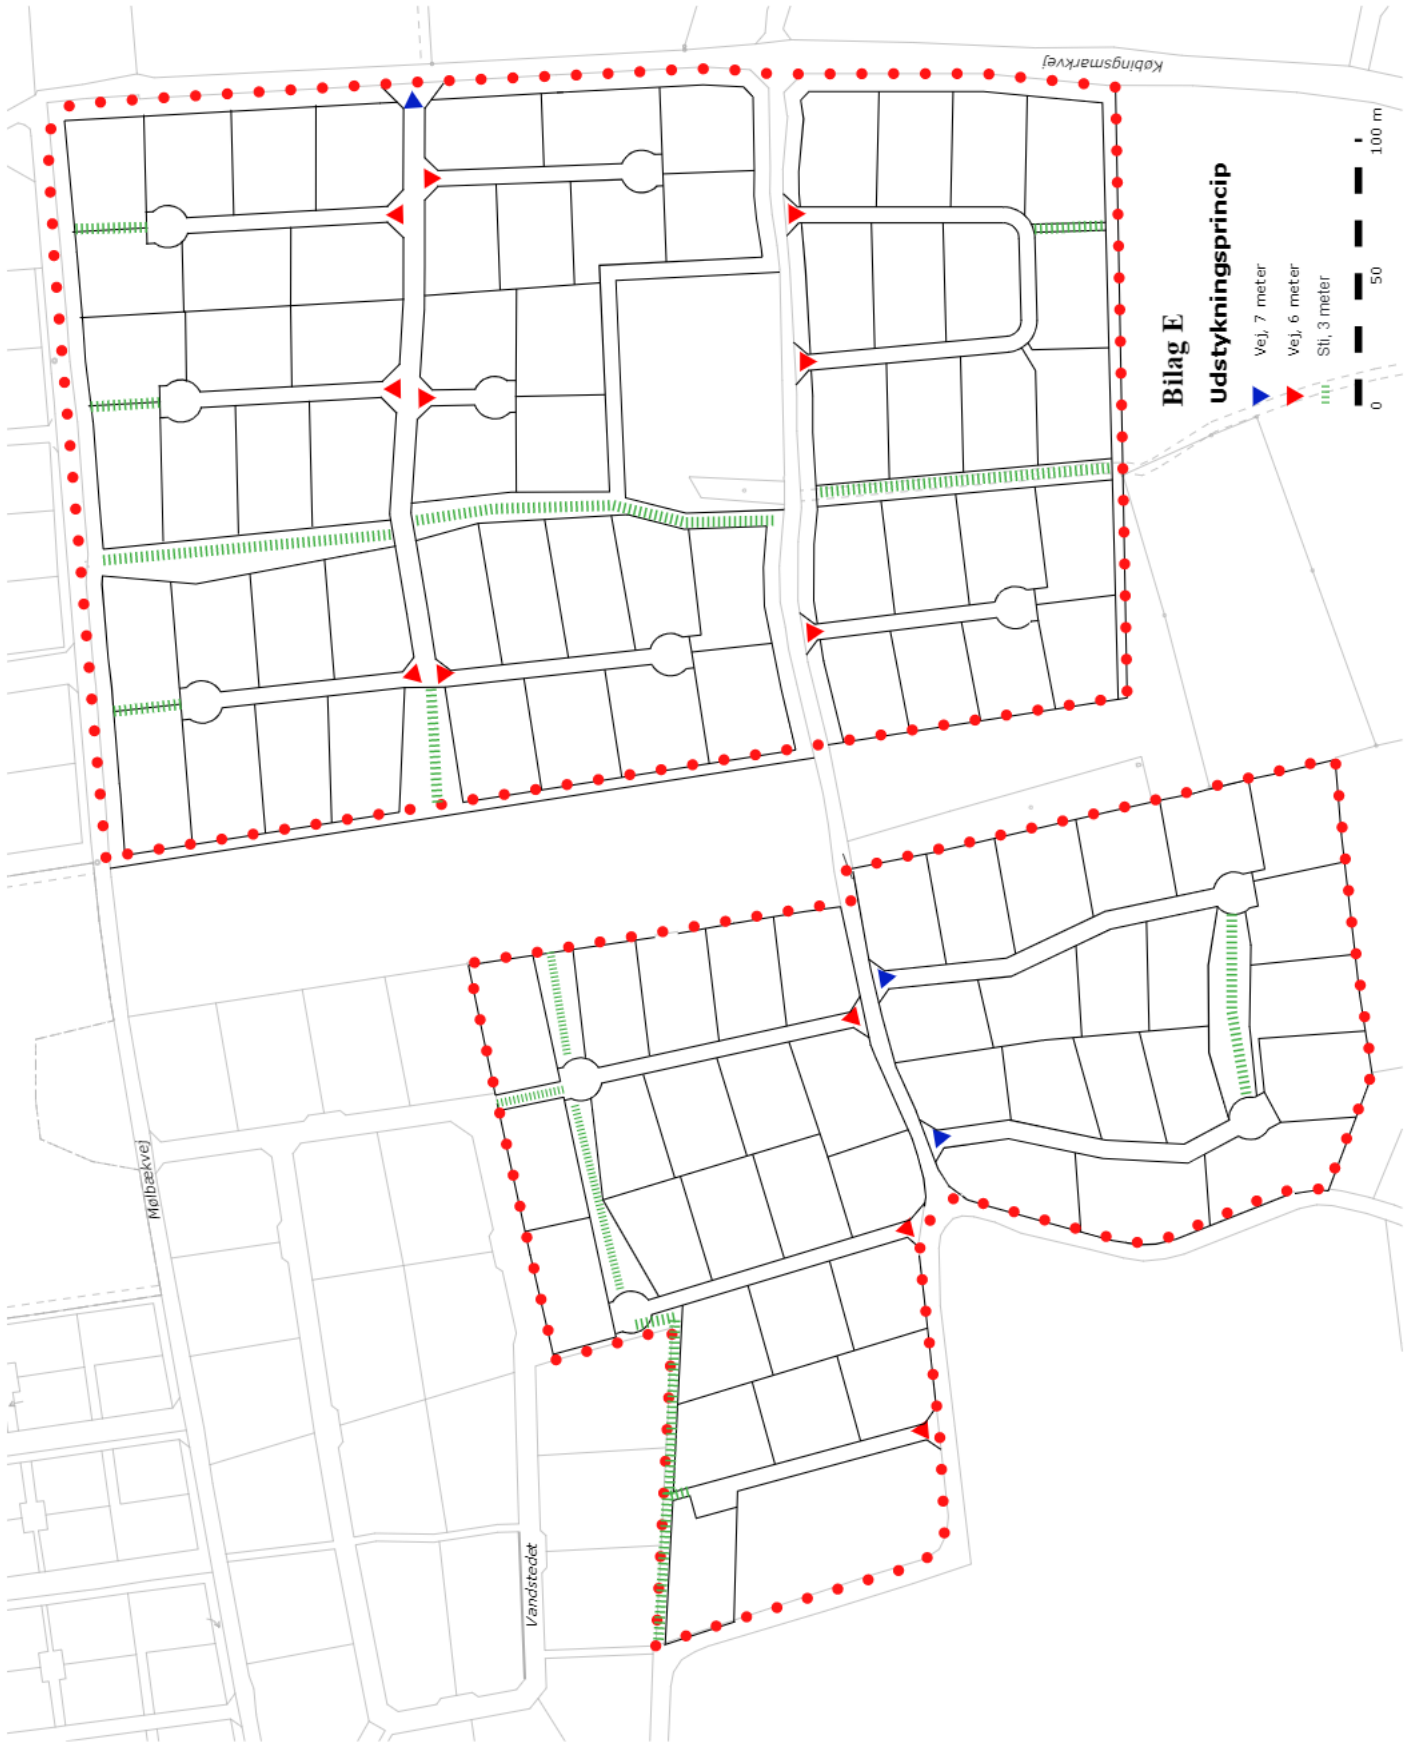 Bilag E
Udstykningsprincip
Vej, 7 meter
Vej, 6 meter
Sti, 3 meter
0 50 100 m
Købingsmarkvej
Mølbækvej
Vandstedet